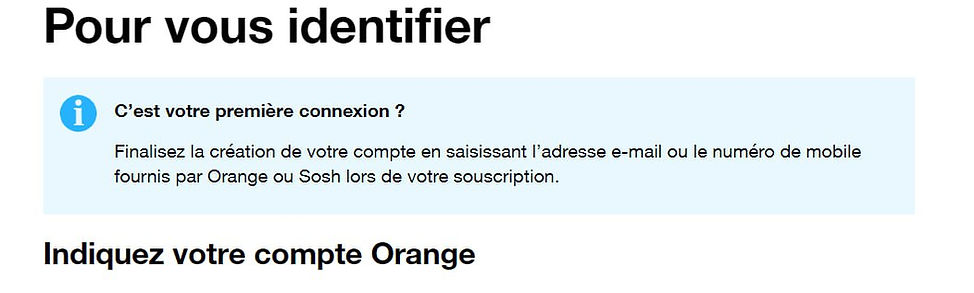 Pour vous identifier
C’est votre première connexion ?
Finalisez la création de votre compte en saisissant l’adresse e-mail ou le numéro de mobile
fournis par Orange ou Sosh lors de votre souscription.
Indiquez votre compte Orange